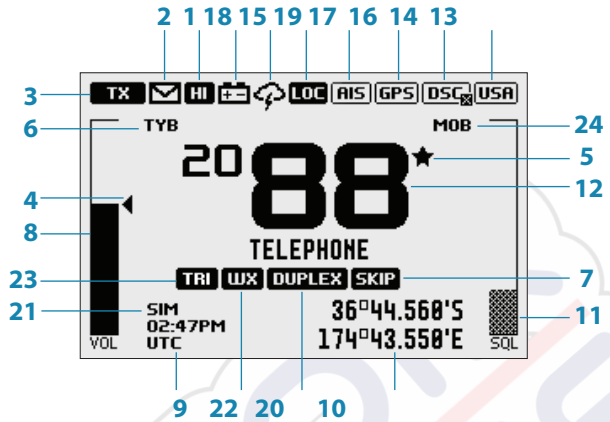 2 1 18 15 19 17 16 14 13
3 TX HI LOC AIS GPS DSC USA
6 TYB MOB 24
20 88 5
4 12
8 TELEPHONE
23 TRI WX DUPLEX SKIP 7
21 SIM 36°44.560'S
02:47PM 11
VOL UTC 174°43.550'E SQL
9 22 20 10